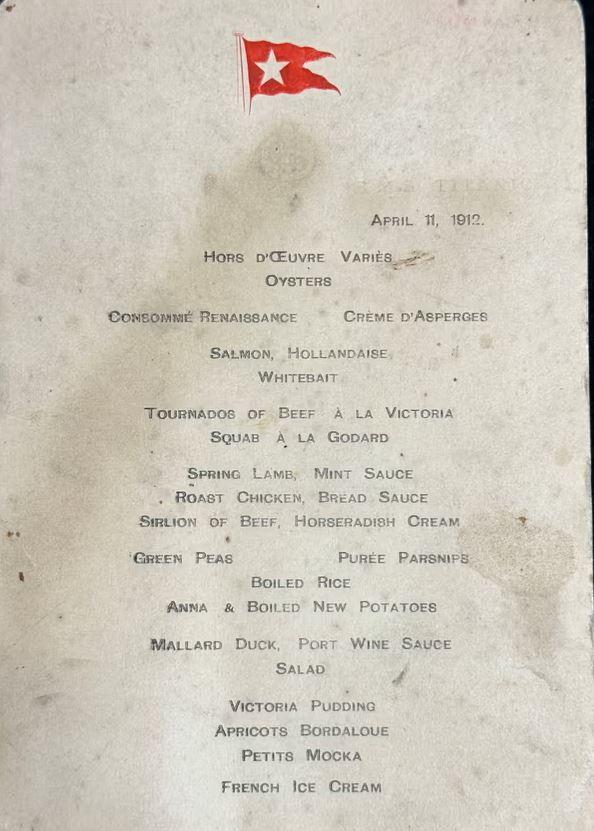 April 11, 1912.
Hors d'Œuvre Variès
Oysters
Consommé Renaissance Crème d'Asperges
Salmon, Hollandaise
Whitebait
Tournados of Beef à la Victoria
Squab à la Godard
Spring Lamb, Mint Sauce
Roast Chicken, Bread Sauce
Sirlion of Beef, Horseradish Cream
Green Peas Purée Parsnips
Boiled Rice
Anna & Boiled New Potatoes
Mallard Duck, Port Wine Sauce
Salad
Victoria Pudding
Apricots Bordaloue
Petits Mocka
French Ice Cream